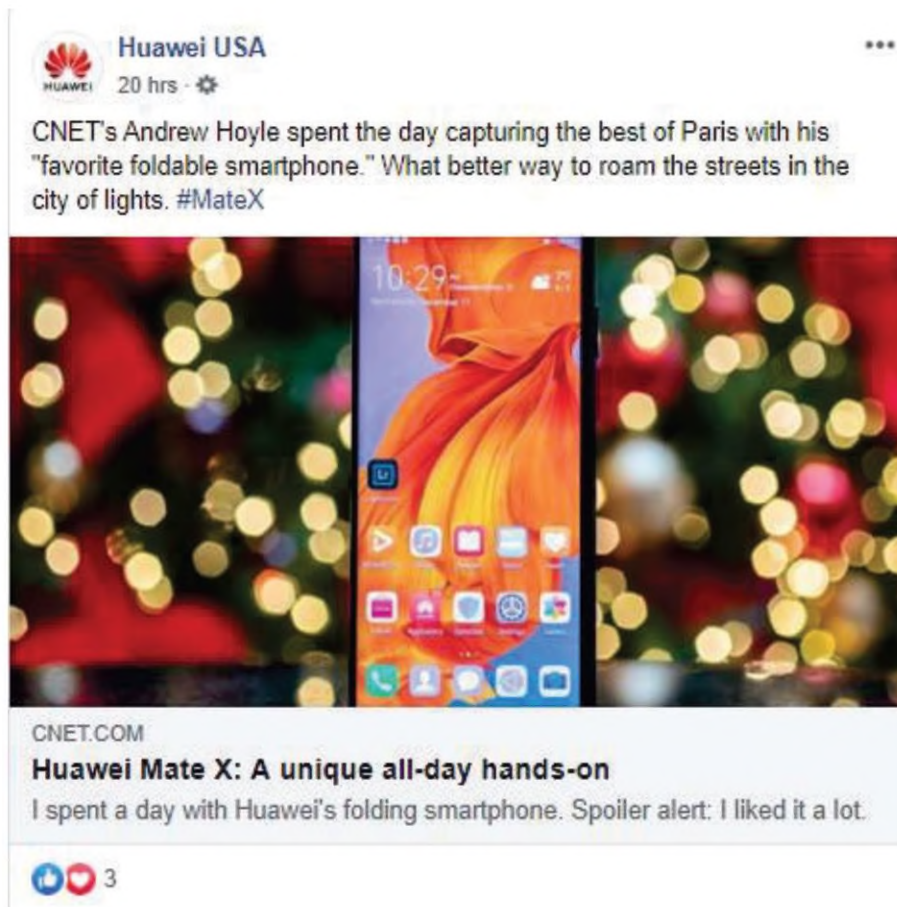 Huawei USA
HUAWEI
20 hrs ·
CNET's Andrew Hoyle spent the day capturing the best of Paris with his
"favorite foldable smartphone." What better way to roam the streets in the
city of lights. #MateX
10:29
Lr
CNET.COM
Huawei Mate X: A unique all-day hands-on
I spent a day with Huawei's folding smartphone. Spoiler alert: I liked it a lot.
3